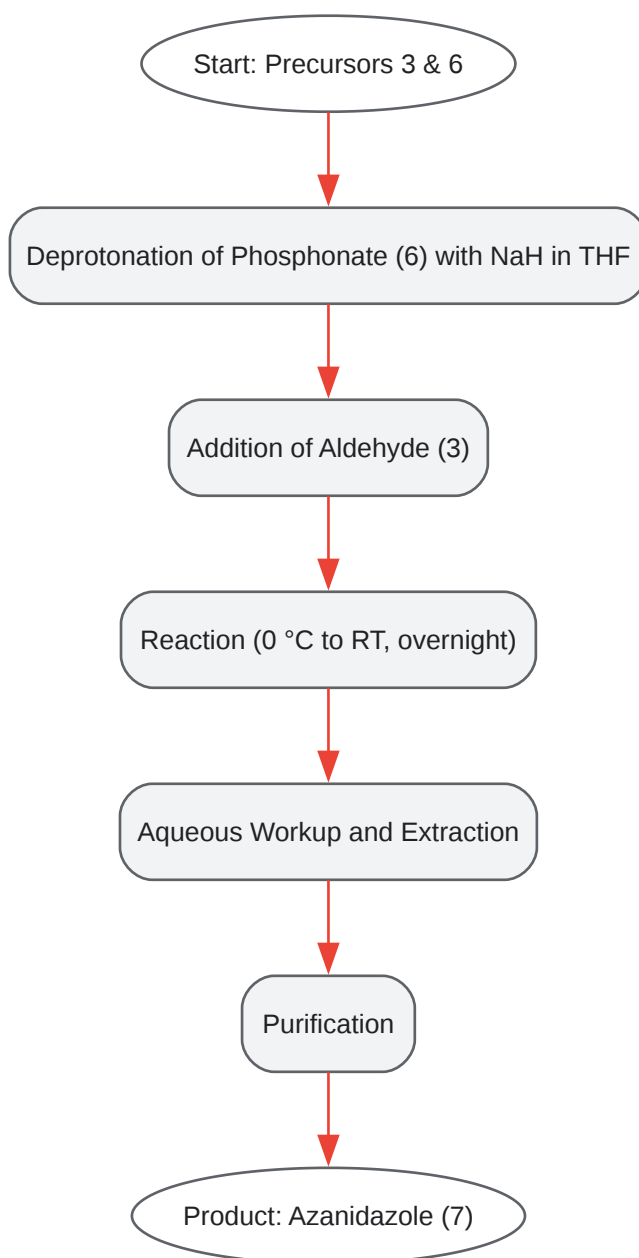 Start: Precursors 3 & 6
Deprotonation of Phosphonate (6) with NaH in THF
Addition of Aldehyde (3)
Reaction (0 °C to RT, overnight)
Aqueous Workup and Extraction
Purification
Product: Azanidazole (7)